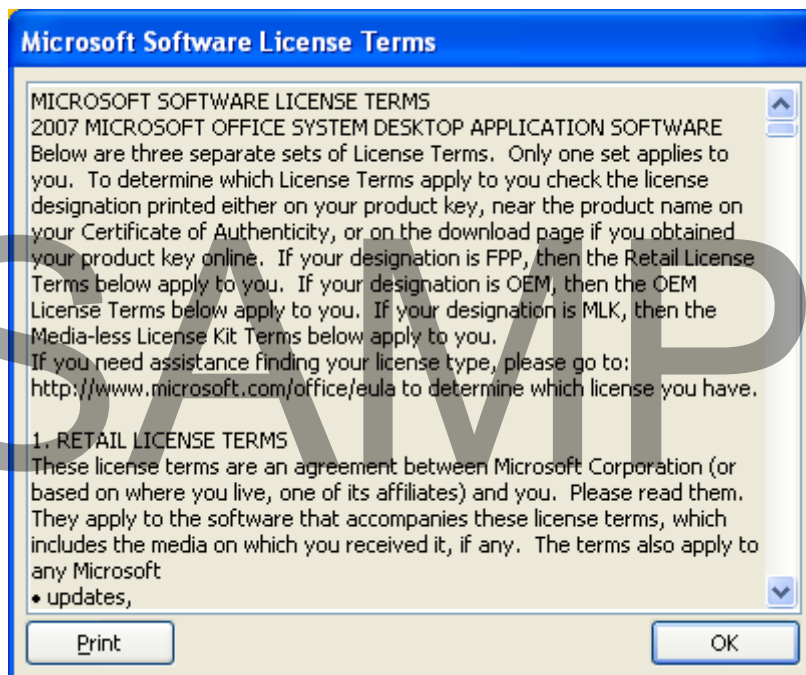 Microsoft Software License Terms
MICROSOFT SOFTWARE LICENSE TERMS
2007 MICROSOFT OFFICE SYSTEM DESKTOP APPLICATION SOFTWARE
Below are three separate sets of License Terms.  Only one set applies to
you.  To determine which License Terms apply to you check the license
designation printed either on your product key, near the product name on
your Certificate of Authenticity, or on the download page if you obtained
your product key online.  If your designation is FPP, then the Retail License
Terms below apply to you.  If your designation is OEM, then the OEM
License Terms below apply to you.  If your designation is MLK, then the
Media-less License Kit Terms below apply to you.
If you need assistance finding your license type, please go to:
http://www.microsoft.com/office/eula to determine which license you have.
1. RETAIL LICENSE TERMS
These license terms are an agreement between Microsoft Corporation (or
based on where you live, one of its affiliates) and you.  Please read them.
They apply to the software that accompanies these license terms, which
includes the media on which you received it, if any.  The terms also apply to
any Microsoft
• updates,
Print
OK
SAMP